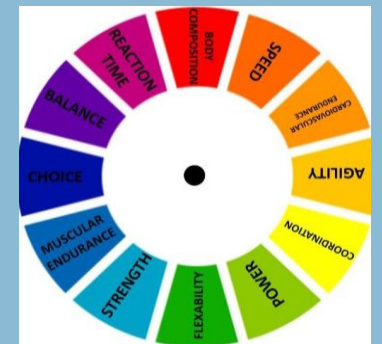 BODY
COMPOSITION
SPEED
CARDIOVASCULAR
ENDURANCE
AGILITY
COORDINATION
POWER
FLEXABILITY
STRENGTH
MUSCULAR
ENDURANCE
CHOICE
BALANCE
REACTION
TIME